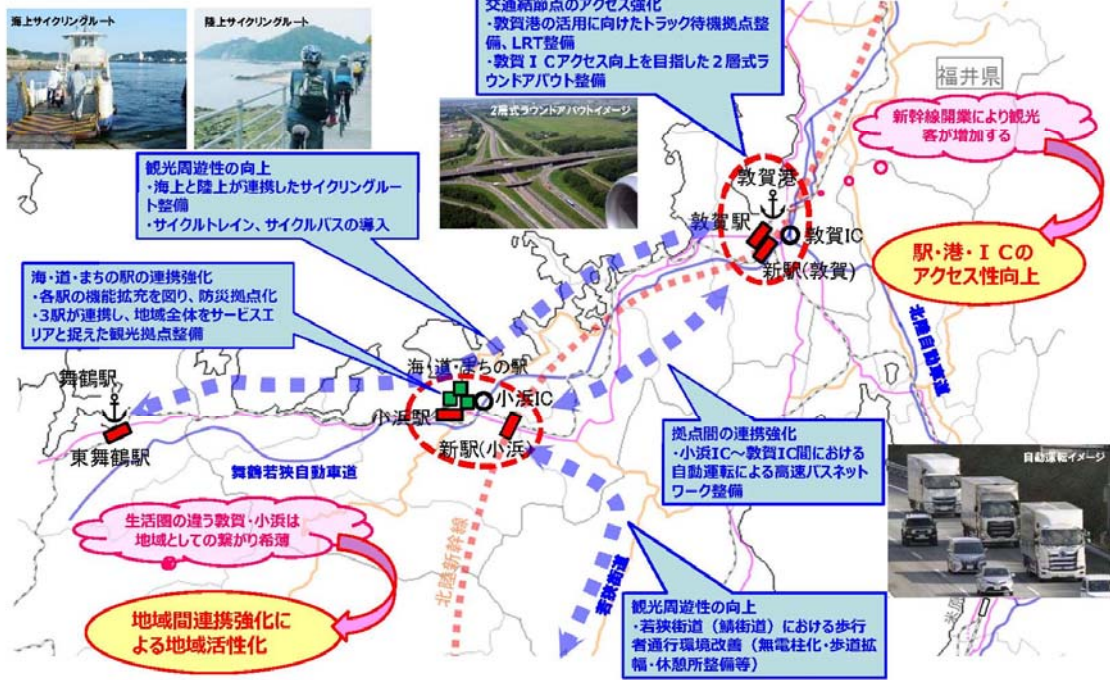 海上サイクリングルート
陸上サイクリングルート
交通結節点のアクセス強化
・敦賀港の活用に向けたトラック待機拠点整
備、LRT整備
・敦賀ＩＣアクセス向上を目指した２層式ラ
ウンドアバウト整備
福井県
2層式ラウンドアバウトイメージ
新幹線開業により観光
客が増加する
観光周遊性の向上
・海上と陸上が連携したサイクリングルー
ト整備
・サイクルトレイン、サイクルバスの導入
敦賀港
敦賀駅
敦賀IC
新駅(敦賀)
駅・港・ＩＣの
アクセス性向上
海・道・まちの駅の連携強化
・各駅の機能拡充を図り、防災拠点化
・3駅が連携し、地域全体をサービスエ
リアと捉えた観光拠点整備
北陸自動車道
海・道・まちの駅
舞鶴駅
小浜IC
小浜駅
新駅(小浜)
東舞鶴駅
舞鶴若狭自動車道
拠点間の連携強化
・小浜IC～敦賀IC間における
自動運転による高速バスネット
ワーク整備
自動運転イメージ
生活圏の違う敦賀・小浜は
地域としての繋がり希薄
北陸新幹線
若狭街道
地域間連携強化に
よる地域活性化
観光周遊性の向上
・若狭街道（鯖街道）における歩行
者通行環境改善（無電柱化・歩道拡
幅・休憩所整備等）